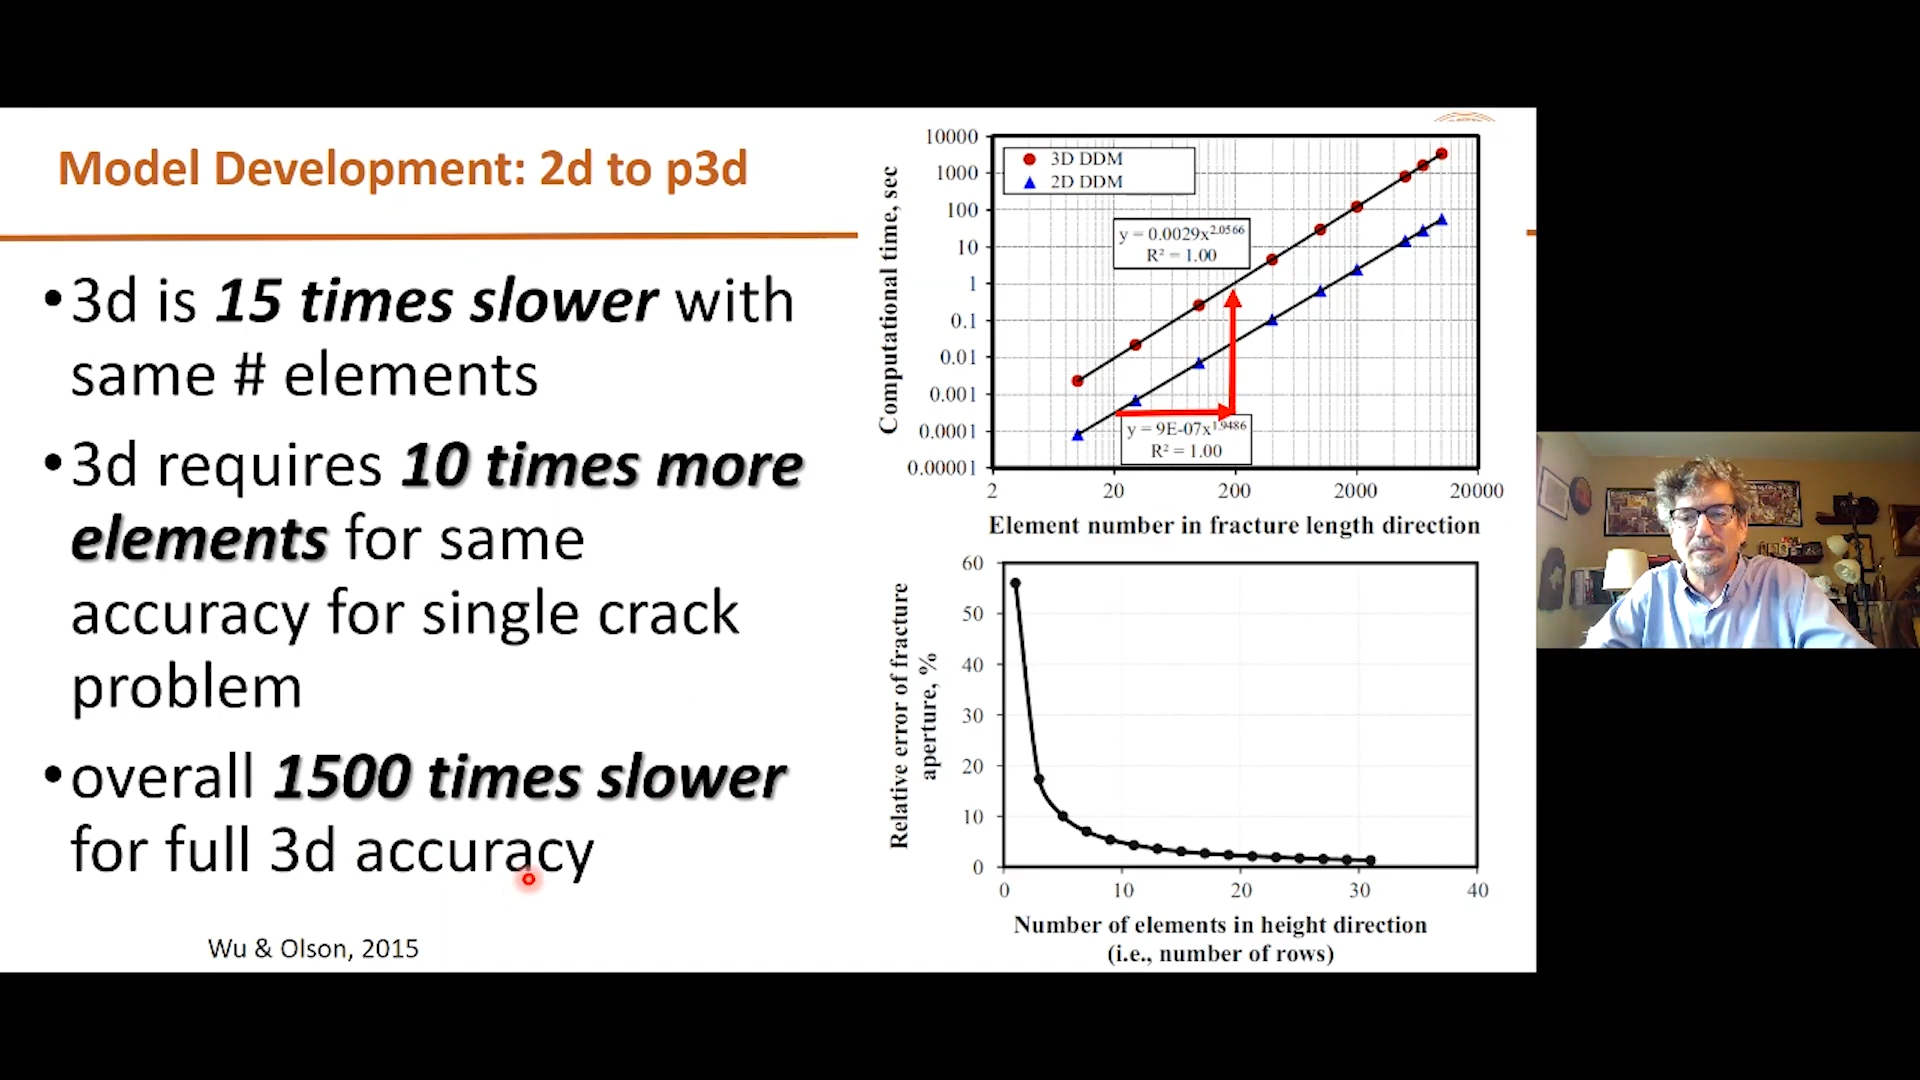 Model Development: 2d to p3d
•3d is 15 times slower with
same # elements
•3d requires 10 times more
elements for same
accuracy for single crack
problem
•overall 1500 times slower
for full 3d accuracy
Wu & Olson, 2015
Computational time, sec
10000
1000
100
10
1
0.1
0.01
0.001
0.0001
0.00001
3D DDM
2D DDM
y = 0.0029x^2.0566
R² = 1.00
y = 9E-07x^1.9486
R² = 1.00
2 20 200 2000 20000
Element number in fracture length direction
Relative error of fracture
aperture, %
60
50
40
30
20
10
0
0 10 20 30 40
Number of elements in height direction
(i.e., number of rows)